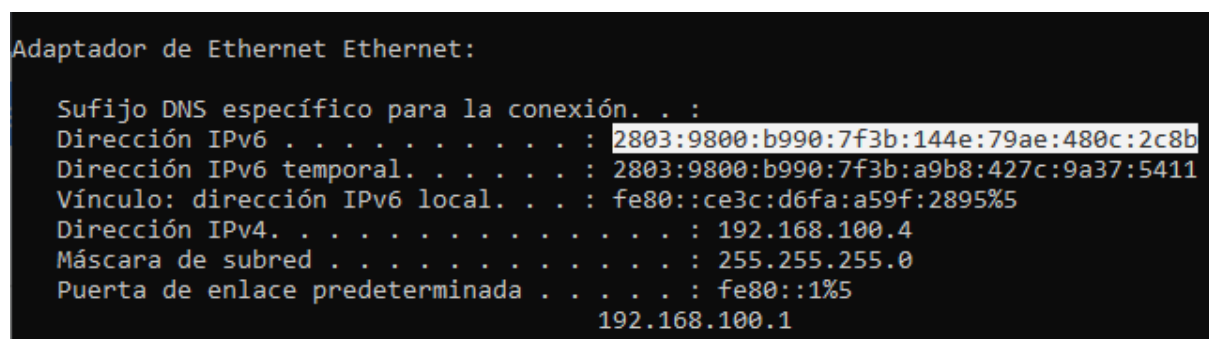 Adaptador de Ethernet Ethernet:
Sufijo DNS específico para la conexión. . :
Dirección IPv6 . . . . . . . . . . : 2803:9800:b990:7f3b:144e:79ae:480c:2c8b
Dirección IPv6 temporal. . . . . . : 2803:9800:b990:7f3b:a9b8:427c:9a37:5411
Vínculo: dirección IPv6 local. . . : fe80::ce3c:d6fa:a59f:2895%5
Dirección IPv4. . . . . . . . . . . . . . : 192.168.100.4
Máscara de subred . . . . . . . . . . . . : 255.255.255.0
Puerta de enlace predeterminada . . . . . : fe80::1%5
192.168.100.1